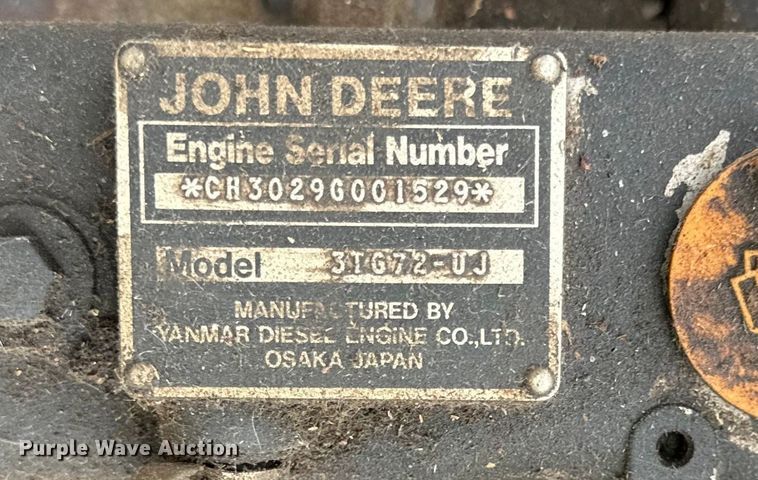 JOHN DEERE
Engine Serial Number
*CH3029G001529*
Model 3TG72-UJ
MANUFACTURED BY
YANMAR DIESEL ENGINE CO.,LTD.
OSAKA JAPAN
Purple Wave Auction